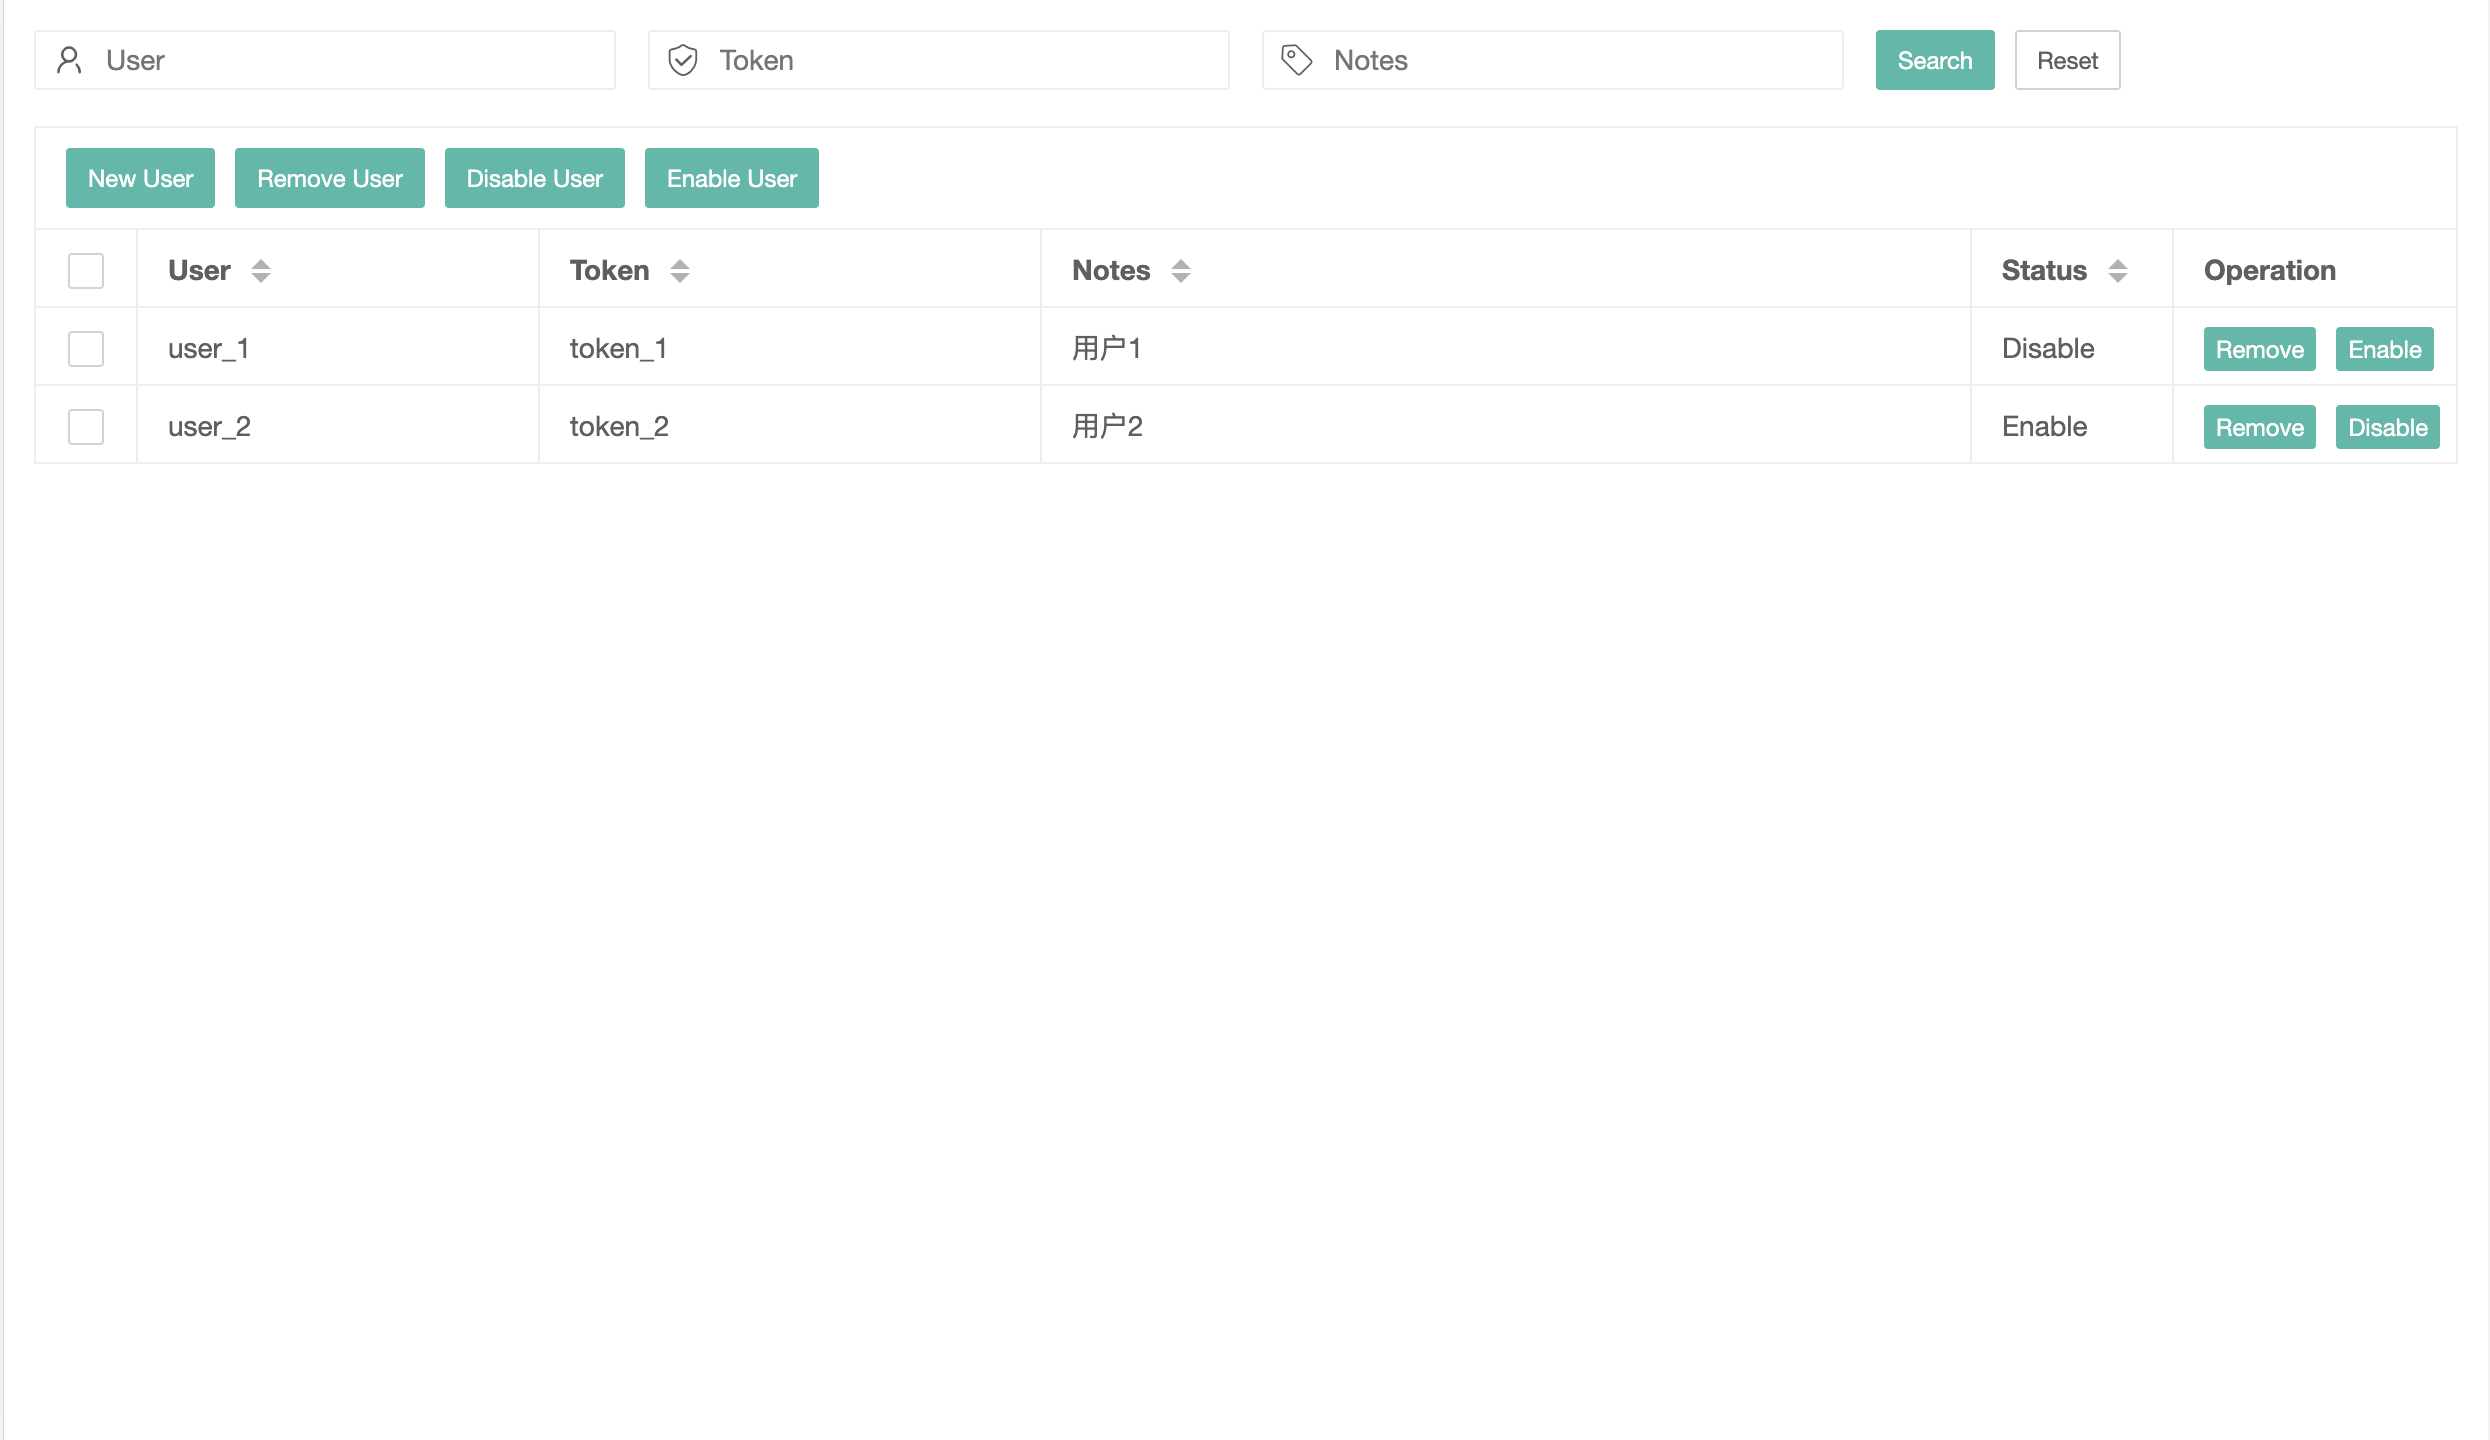 User Token Notes Search Reset
New User Remove User Disable User Enable User
User Token Notes Status Operation
user_1 token_1 用户1 Disable Remove Enable
user_2 token_2 用户2 Enable Remove Disable